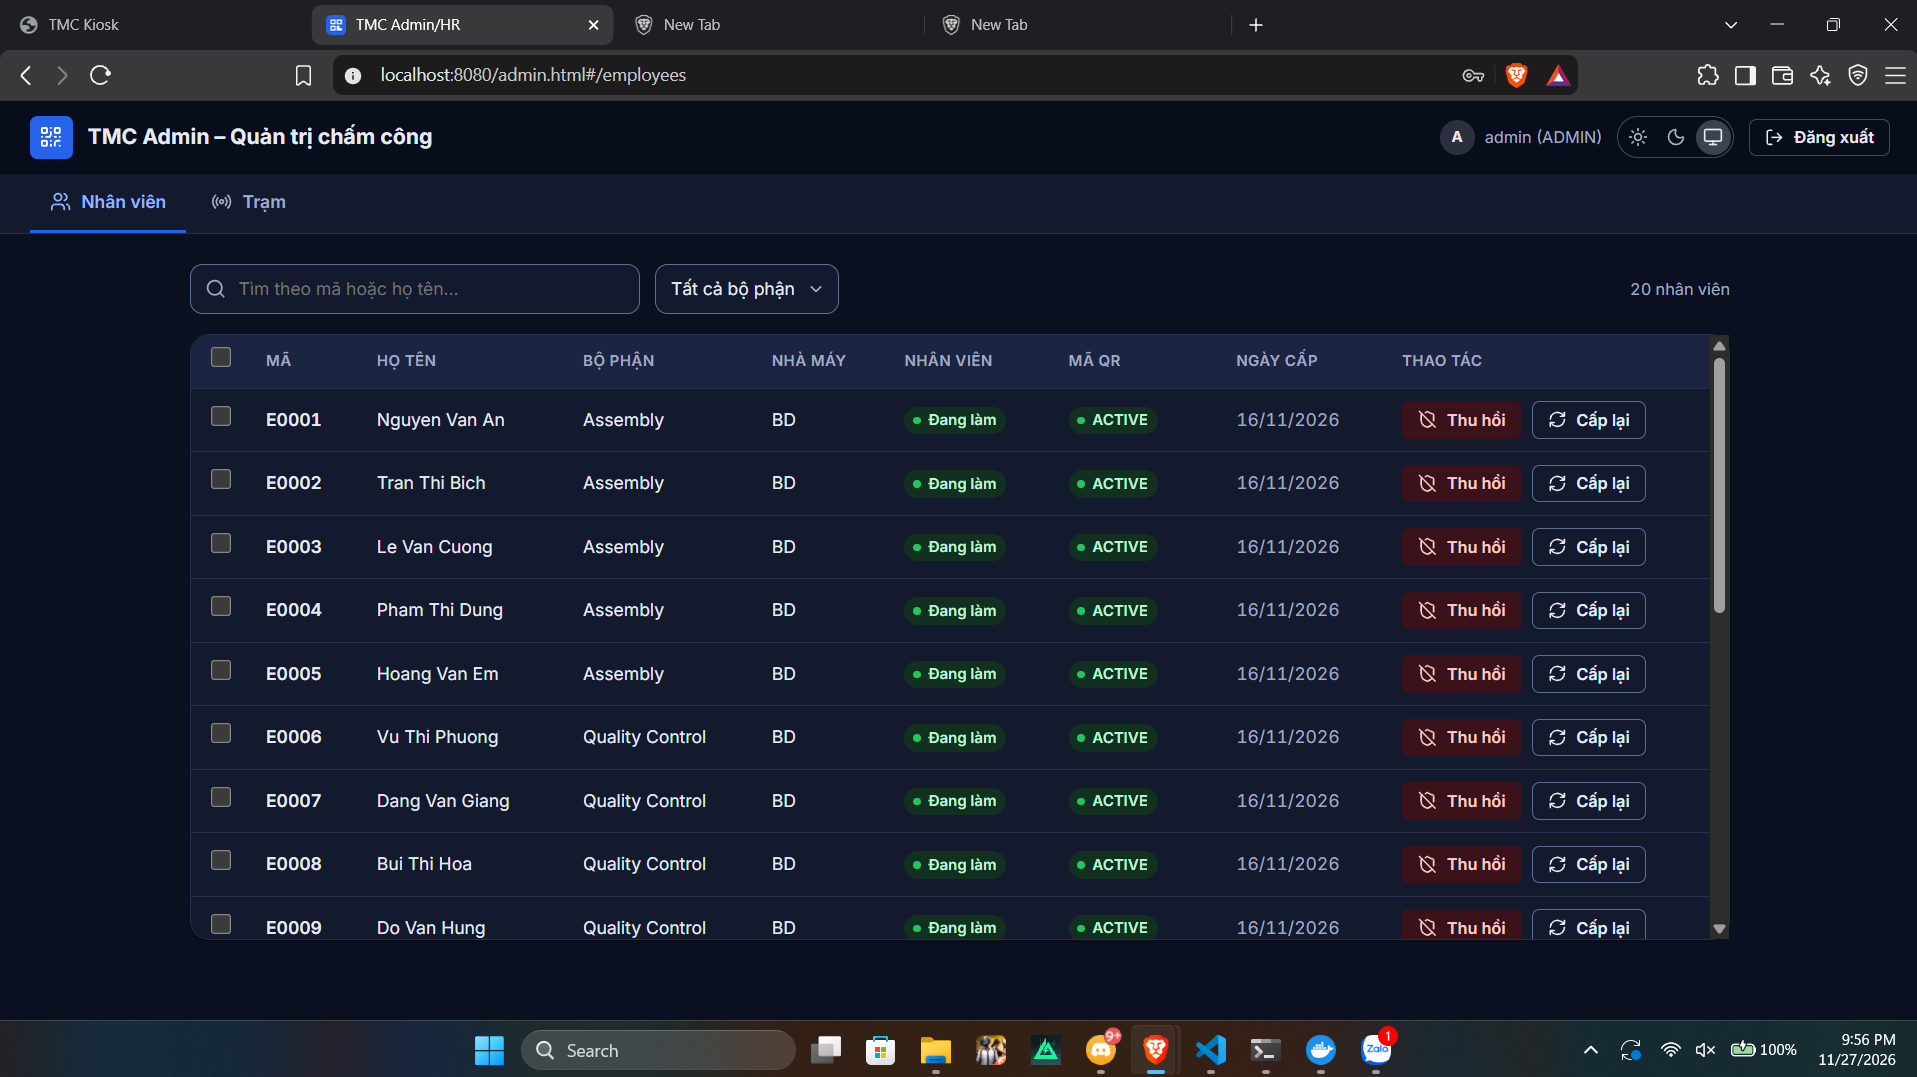 TMC Kiosk
TMC Admin/HR
New Tab
New Tab
localhost:8080/admin.html#/employees
TMC Admin – Quản trị chấm công
A admin (ADMIN)
Đăng xuất
Nhân viên
Trạm
Tìm theo mã hoặc họ tên...
Tất cả bộ phận
20 nhân viên
MÃ HỌ TÊN BỘ PHẬN NHÀ MÁY NHÂN VIÊN MÃ QR NGÀY CẤP THAO TÁC
E0001 Nguyen Van An Assembly BD Đang làm ACTIVE 16/11/2026 Thu hồi Cấp lại
E0002 Tran Thi Bich Assembly BD Đang làm ACTIVE 16/11/2026 Thu hồi Cấp lại
E0003 Le Van Cuong Assembly BD Đang làm ACTIVE 16/11/2026 Thu hồi Cấp lại
E0004 Pham Thi Dung Assembly BD Đang làm ACTIVE 16/11/2026 Thu hồi Cấp lại
E0005 Hoang Van Em Assembly BD Đang làm ACTIVE 16/11/2026 Thu hồi Cấp lại
E0006 Vu Thi Phuong Quality Control BD Đang làm ACTIVE 16/11/2026 Thu hồi Cấp lại
E0007 Dang Van Giang Quality Control BD Đang làm ACTIVE 16/11/2026 Thu hồi Cấp lại
E0008 Bui Thi Hoa Quality Control BD Đang làm ACTIVE 16/11/2026 Thu hồi Cấp lại
E0009 Do Van Hung Quality Control BD Đang làm ACTIVE 16/11/2026 Thu hồi Cấp lại
Search
9+
Zalo
1
100%
9:56 PM
11/27/2026